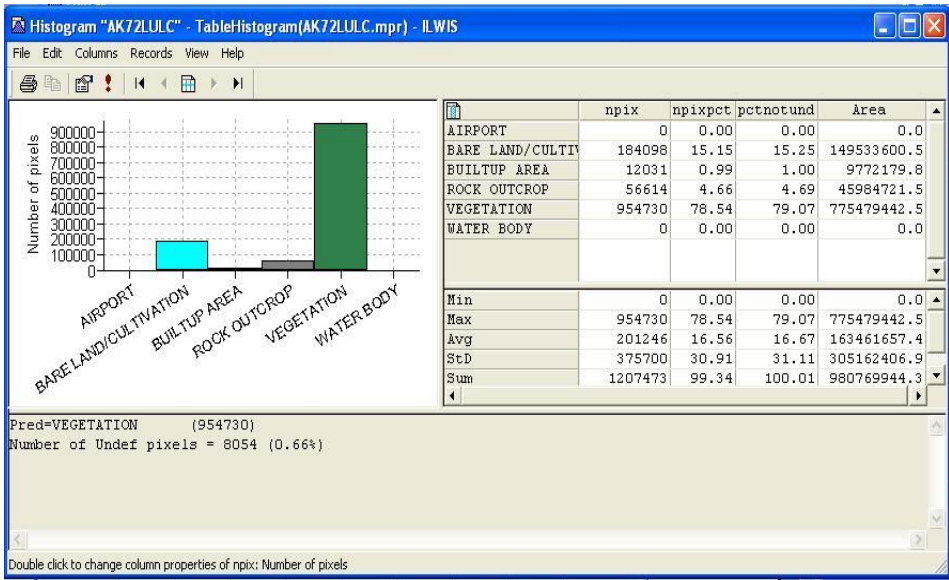 Histogram "AK72LULC" - TableHistogram(AK72LULC.mpr) - ILWIS
File Edit Columns Records View Help
Number of pixels
900000
800000
700000
600000
500000
400000
300000
200000
100000
0
AIRPORT
BARE LAND/CULTIVATION
BUILTUP AREA
ROCK OUTCROP
VEGETATION
WATER BODY
npix npixpct pctnotund Area
AIRPORT 0 0.00 0.00 0.0
BARE LAND/CULTIV 184098 15.15 15.25 149533600.5
BUILTUP AREA 12031 0.99 1.00 9772179.8
ROCK OUTCROP 56614 4.66 4.69 45984721.5
VEGETATION 954730 78.54 79.07 775479442.5
WATER BODY 0 0.00 0.00 0.0
Min 0 0.00 0.00 0.0
Max 954730 78.54 79.07 775479442.5
Avg 201246 16.56 16.67 163461657.4
StD 375700 30.91 31.11 305162406.9
Sum 1207473 99.34 100.01 980769944.3
Pred=VEGETATION (954730)
Number of Undef pixels = 8054 (0.66%)
Double click to change column properties of npix: Number of pixels